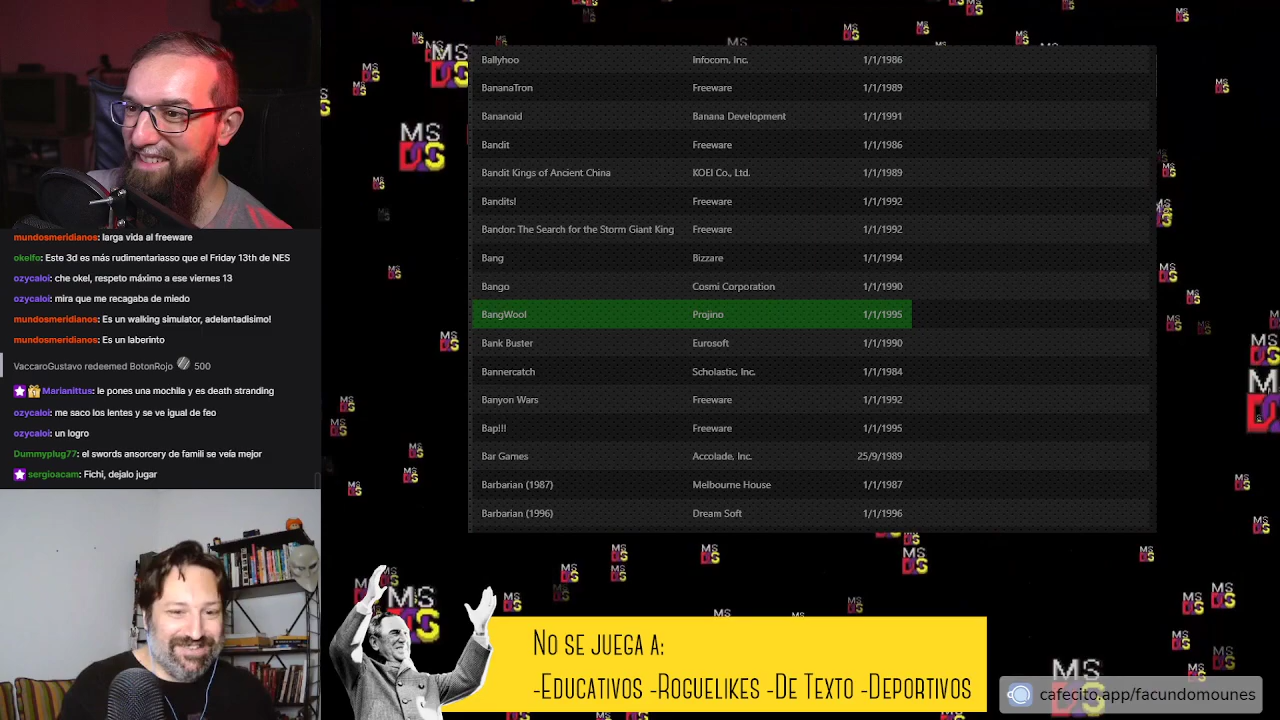 mundosmeridianos: larga vida al freeware
okelfo: Este 3d es más rudimentariasso que el Friday 13th de NES
ozycaloi: che okel, respeto máximo a ese viernes 13
ozycaloi: mira que me recagaba de miedo
mundosmeridianos: Es un walking simulator, adelantadisimo!
mundosmeridianos: Es un laberinto
VaccaroGustavo redeemed BotonRojo 500
Marianittus: le pones una mochila y es death stranding
ozycaloi: me saco los lentes y se ve igual de feo
ozycaloi: un logro
Dummyplug77: el swords ansorcery de famili se veía mejor
sergioacam: Fichi, dejalo jugar
Ballyhoo Infocom, Inc. 1/1/1986
BananaTron Freeware 1/1/1989
Bananoid Banana Development 1/1/1991
Bandit Freeware 1/1/1986
Bandit Kings of Ancient China KOEI Co., Ltd. 1/1/1989
Bandits! Freeware 1/1/1992
Bandor: The Search for the Storm Giant King Freeware 1/1/1992
Bang Bizzare 1/1/1994
Bango Cosmi Corporation 1/1/1990
BangWool Projino 1/1/1995
Bank Buster Eurosoft 1/1/1990
Bannercatch Scholastic, Inc. 1/1/1984
Banyon Wars Freeware 1/1/1992
Bap!!! Freeware 1/1/1995
Bar Games Accolade, Inc. 25/9/1989
Barbarian (1987) Melbourne House 1/1/1987
Barbarian (1996) Dream Soft 1/1/1996
MS
DOS
No se juega a:
-Educativos -Roguelikes -De Texto -Deportivos
cafecito.app/facundomounes